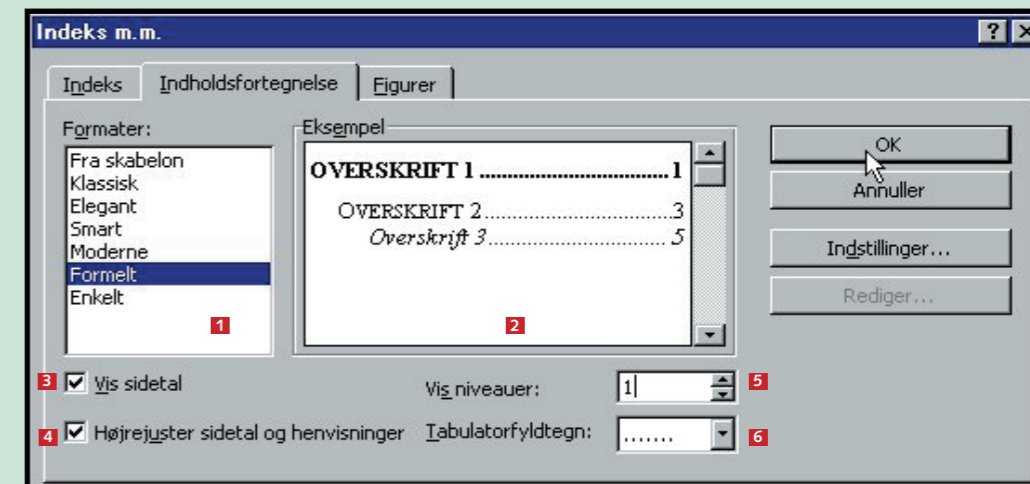 Indeks m.m.
Indeks Indholdsfortegnelse Figurer
Formater:
Fra skabelon
Klassisk
Elegant
Smart
Moderne
Formelt
Enkelt
1
Eksempel
OVERSKRIFT 1 .................................. 1
OVERSKRIFT 2 .................................. 3
Overskrift 3 .................................. 5
2
OK
Annuller
Indstillinger...
Rediger...
3 Vis sidetal
Vis niveauer: 1 5
4 Højrejuster sidetal og henvisninger
Tabulatorfyldtegn: ....... 6